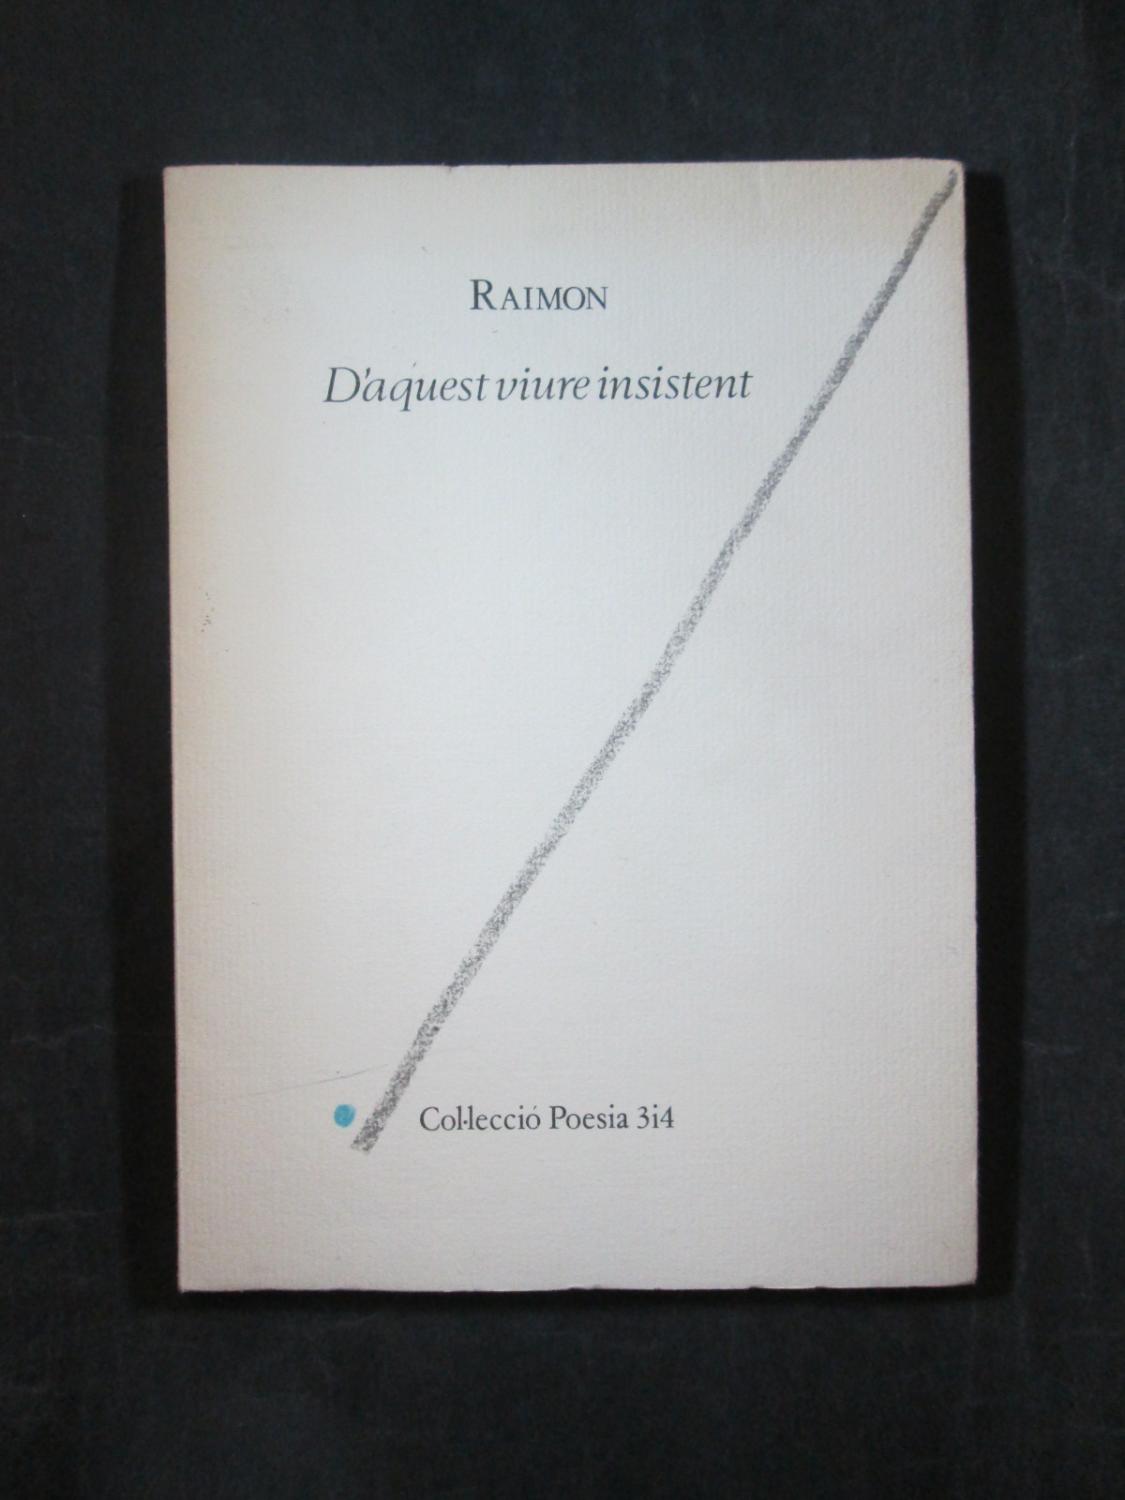 RAIMON
D'aquest viure insistent
Col·lecció Poesia 3i4